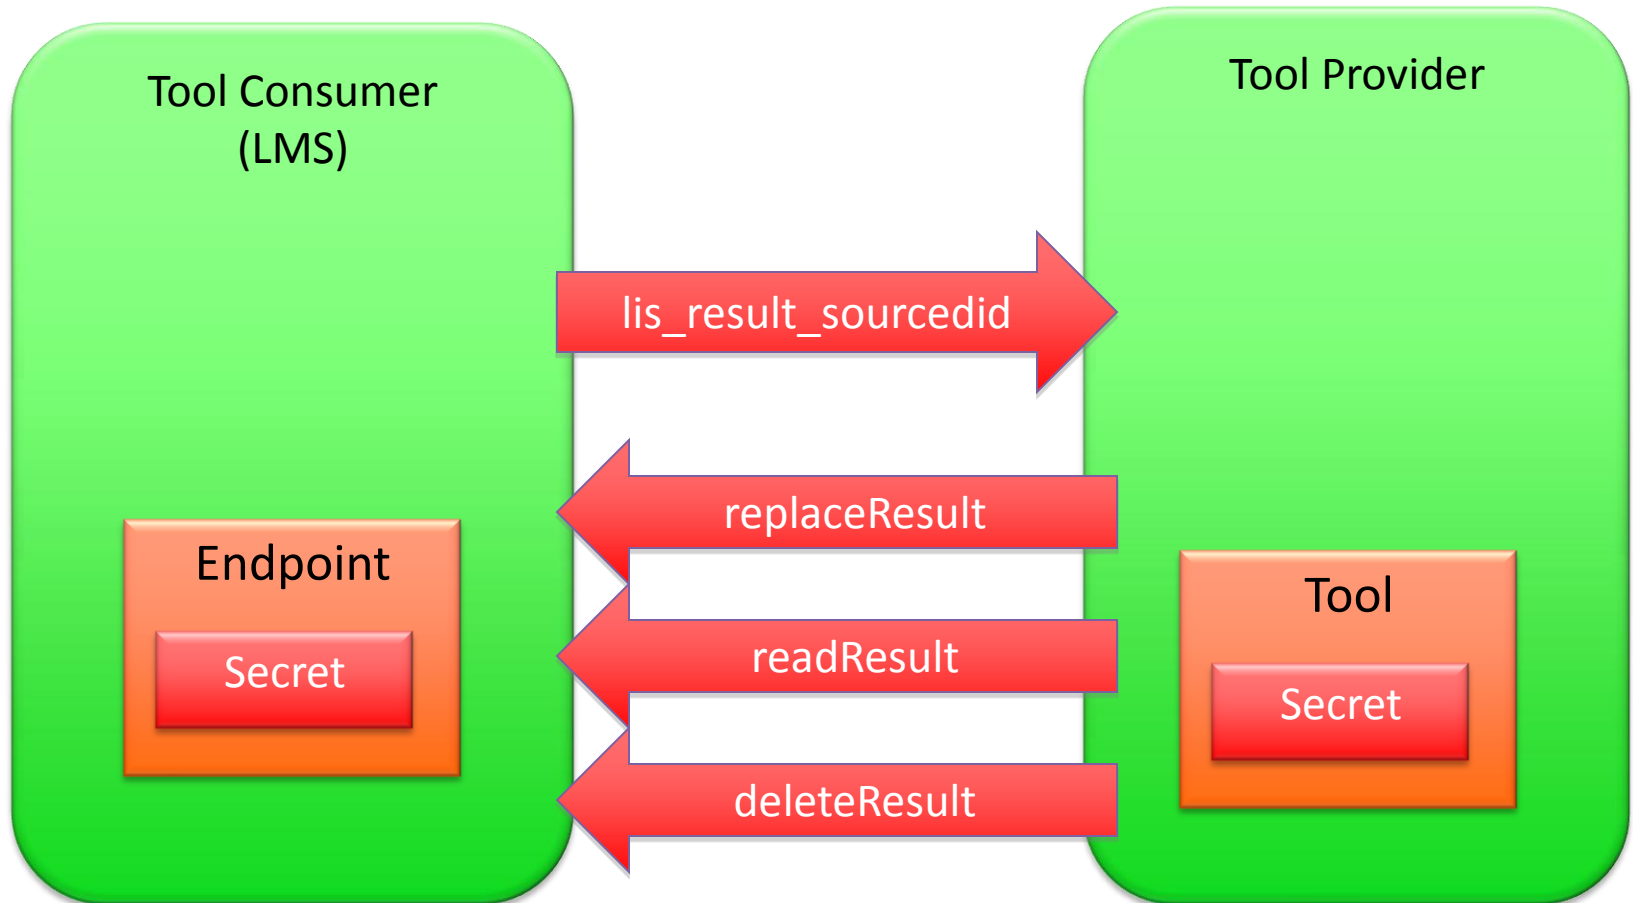 Tool Consumer
(LMS)
Tool Provider
lis_result_sourcedid
replaceResult
Endpoint
Tool
readResult
Secret
Secret
deleteResult